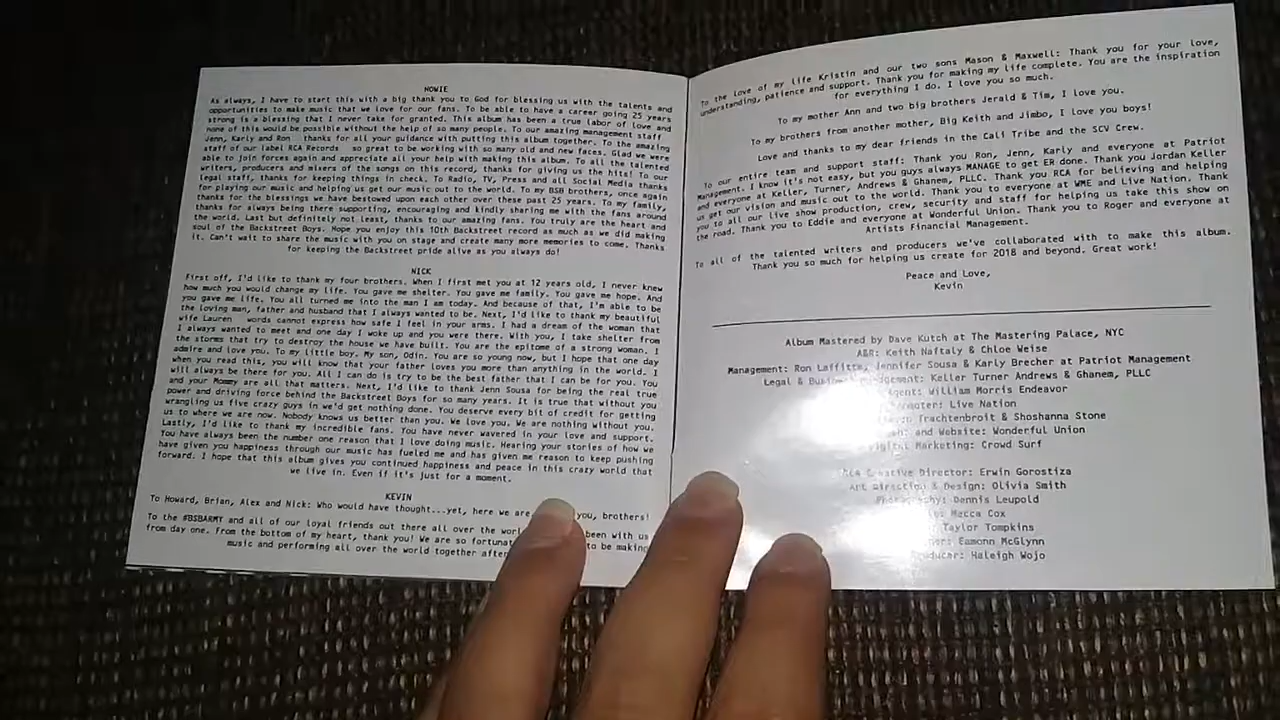 HOWIE
As always, I have to start this with a big thank you to God for blessing us with the talents and
opportunities to make music that we love for our fans. To be able to have a career going 25 years
strong is a blessing that I never take for granted. This album has been a true labor of love and
none of this would be possible without the help of so many people. To our amazing management staff
Jenn, Karly and Ron thanks for all your guidance with putting this album together. To the amazing
staff of our label RCA Records so great to be working with so many old and new faces. Glad we were
able to join forces again and appreciate all your help with making this album. To all the talented
writers, producers and mixers of the songs on this record, thanks for giving us the hits! To our
legal staff, thanks for keeping things in check. To Radio, TV, Press and all Social Media thanks
for playing our music and helping us get our music out to the world. To my BSB brothers, once again
thanks for the blessings we have bestowed upon each other over these past 25 years. To my family,
thanks for always being there supporting, encouraging and kindly sharing me with the fans around
the world. Last but definitely not least, thanks to our amazing fans. You truly are the heart and
soul of the Backstreet Boys. Hope you enjoy this 10th Backstreet record as much as we did making
it. Can't wait to share the music with you on stage and create many more memories to come. Thanks
for keeping the Backstreet pride alive as you always do!
NICK
First off, I'd like to thank my four brothers. When I first met you at 12 years old, I never knew
how much you would change my life. You gave me shelter. You gave me family. You gave me hope. And
you gave me life. You all turned me into the man I am today. And because of that, I'm able to be
the loving man, father and husband that I always wanted to be. Next, I'd like to thank my beautiful
wife Lauren words cannot express how safe I feel in your arms. I had a dream of the woman that
I always wanted to meet and one day I woke up and you were there. With you, I take shelter from
the storms that try to destroy the house we have built. You are the epitome of a strong woman. I
admire and love you. To my little boy. My son, Odin. You are so young now, but I hope that one day
when you read this, you will know that your father loves you more than anything in the world. I
will always be there for you. All I can do is try to be the best father that I can be for you. You
and your Mommy are all that matters. Next, I'd like to thank Jenn Sousa for being the real true
power and driving force behind the Backstreet Boys for so many years. It is true that without you
wrangling us five crazy guys in we'd get nothing done. You deserve every bit of credit for getting
us to where we are now. Nobody knows us better than you. We love you. We are nothing without you.
Lastly, I'd like to thank my incredible fans. You have never wavered in your love and support.
You have always been the number one reason that I love doing music. Hearing your stories of how we
have given you happiness through our music has fueled me and has given me reason to keep pushing
forward. I hope that this album gives you continued happiness and peace in this crazy world that
we live in. Even if it's just for a moment.
KEVIN
To Howard, Brian, Alex and Nick: Who would have thought...yet, here we are you, brothers!
To the #BSBARMY and all of our loyal friends out there all over the been with us
from day one. From the bottom of my heart, thank you! We are so to be making
music and performing all over the world together
To the love of my life Kristin and our two sons Mason & Maxwell: Thank you for your love,
understanding, patience and support. Thank you for making my life complete. You are the inspiration
for everything I do. I love you so much.
To my mother Ann and two big brothers Jerald & Tim, I love you.
To my brothers from another mother, Big Keith and Jimbo, I love you boys!
Love and thanks to my dear friends in the Cali Tribe and the SCV Crew.
To our entire team and support staff: Thank you Ron, Jenn, Karly and everyone at Patriot
Management. I know it's not easy, but you guys always MANAGE to get ER done. Thank you Jordan Keller
and everyone at Keller, Turner, Andrews & Ghanem, PLLC. Thank you RCA for believing and helping
us get our vision and music out to the world. Thank you to everyone at WME and Live Nation. Thank
you to all our live show production, crew, security and staff for helping us take this show on
the road. Thank you to Eddie and everyone at Wonderful Union. Thank you to Roger and everyone at
Artists Financial Management.
To all of the talented writers and producers we've collaborated with to make this album.
Thank you so much for helping us create for 2018 and beyond. Great work!
Peace and Love,
Kevin
Album Mastered by Dave Kutch at The Mastering Palace, NYC
A&R: Keith Naftaly & Chloe Weise
Management: Ron Laffitte, Jennifer Sousa & Karly Brecher at Patriot Management
Legal & Business Management: Keller Turner Andrews & Ghanem, PLLC
Agent: William Morris Endeavor
Live Nation
Trachtenbroit & Shoshanna Stone
and Website: Wonderful Union
Digital Marketing: Crowd Surf
RCA Creative Director: Erwin Gorostiza
Art Direction & Design: Olivia Smith
Photography: Dennis Leupold
Mecca Cox
Taylor Tompkins
Eamonn McGlynn
Haleigh Wojo